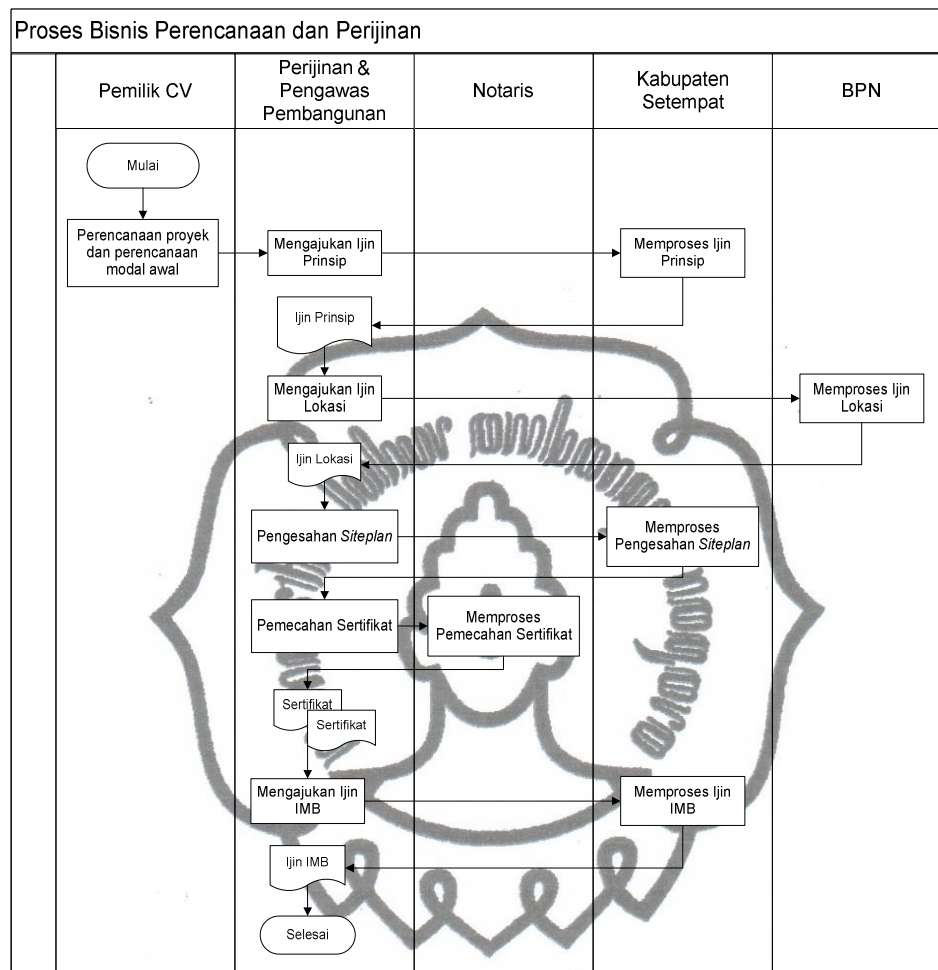 Proses Bisnis Perencanaan dan Perijinan
Pemilik CV
Perijinan &
Pengawas
Pembangunan
Notaris
Kabupaten
Setempat
BPN
Mulai
Perencanaan proyek
dan perencanaan
modal awal
Mengajukan Ijin
Prinsip
Memproses Ijin
Prinsip
Ijin Prinsip
Mengajukan Ijin
Lokasi
Memproses Ijin
Lokasi
Ijin Lokasi
Pengesahan Siteplan
Memproses
Pengesahan Siteplan
Pemecahan Sertifikat
Memproses
Pemecahan Sertifikat
Sertifikat
Sertifikat
Mengajukan Ijin
IMB
Memproses Ijin
IMB
Ijin IMB
Selesai